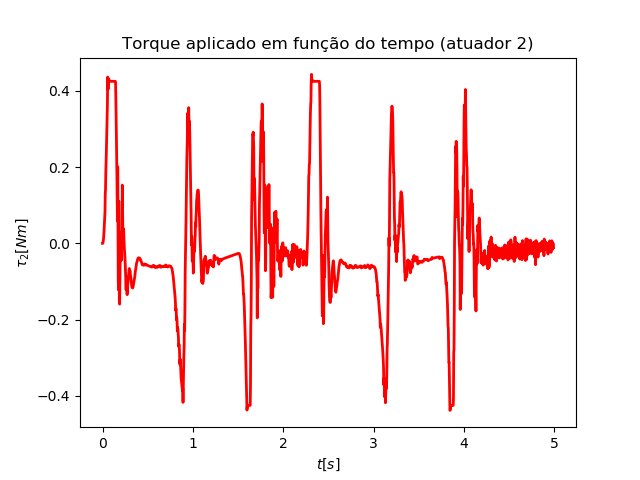 Torque aplicado em função do tempo (atuador 2)
τ₂[Nm]
0.4
0.2
0.0
−0.2
−0.4
0 1 2 3 4 5
t[s]